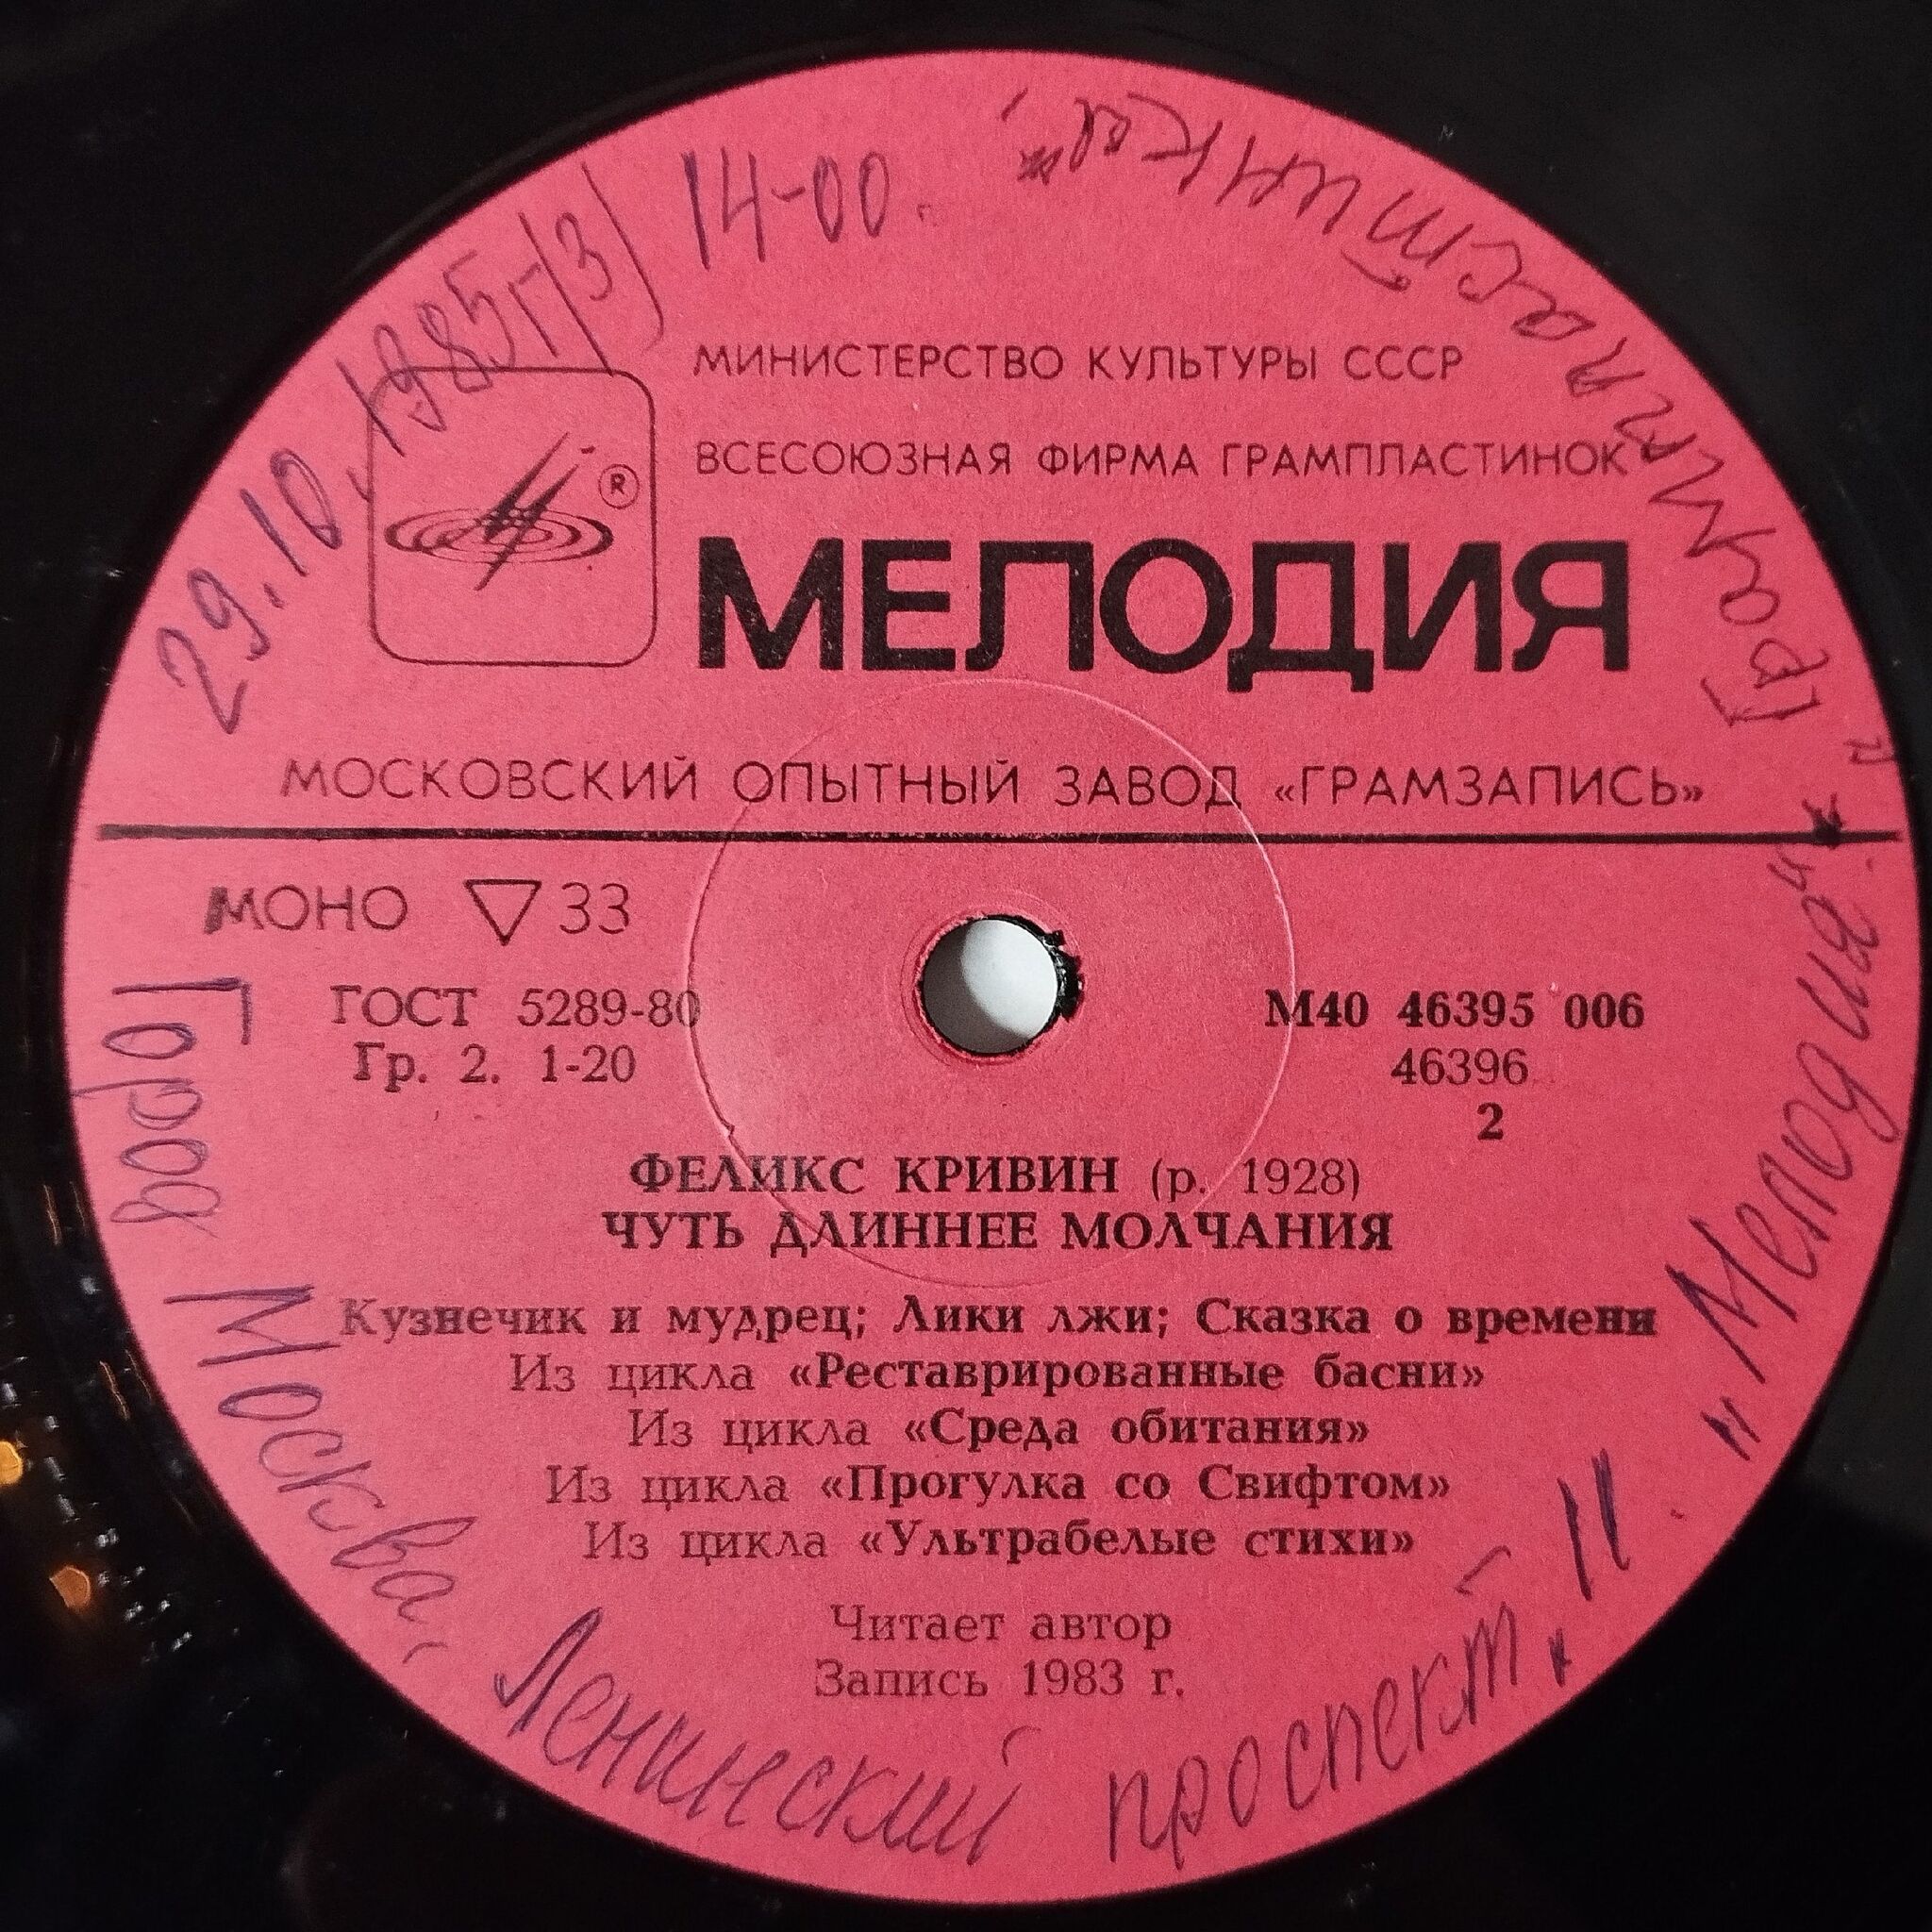 29.10.1985г/3/ 14-00.
„Грампластинки"
МИНИСТЕРСТВО КУЛЬТУРЫ СССР
ВСЕСОЮЗНАЯ ФИРМА ГРАМПЛАСТИНОК
®
МЕЛОДИЯ
МОСКОВСКИЙ ОПЫТНЫЙ ЗАВОД «ГРАМЗАПИСЬ»
МОНО ▽ 33
ГОСТ 5289-80
Гр. 2. 1-20
М40 46395 006
46396
2
ФЕЛИКС КРИВИН (р. 1928)
ЧУТЬ ДЛИННЕЕ МОЛЧАНИЯ
Кузнечик и мудрец; Лики лжи; Сказка о времени
Из цикла «Реставрированные басни»
Из цикла «Среда обитания»
Из цикла «Прогулка со Свифтом»
Из цикла «Ультрабелые стихи»
Читает автор
Запись 1983 г.
Город Москва, Ленинский проспект, 11. „Мелодия"